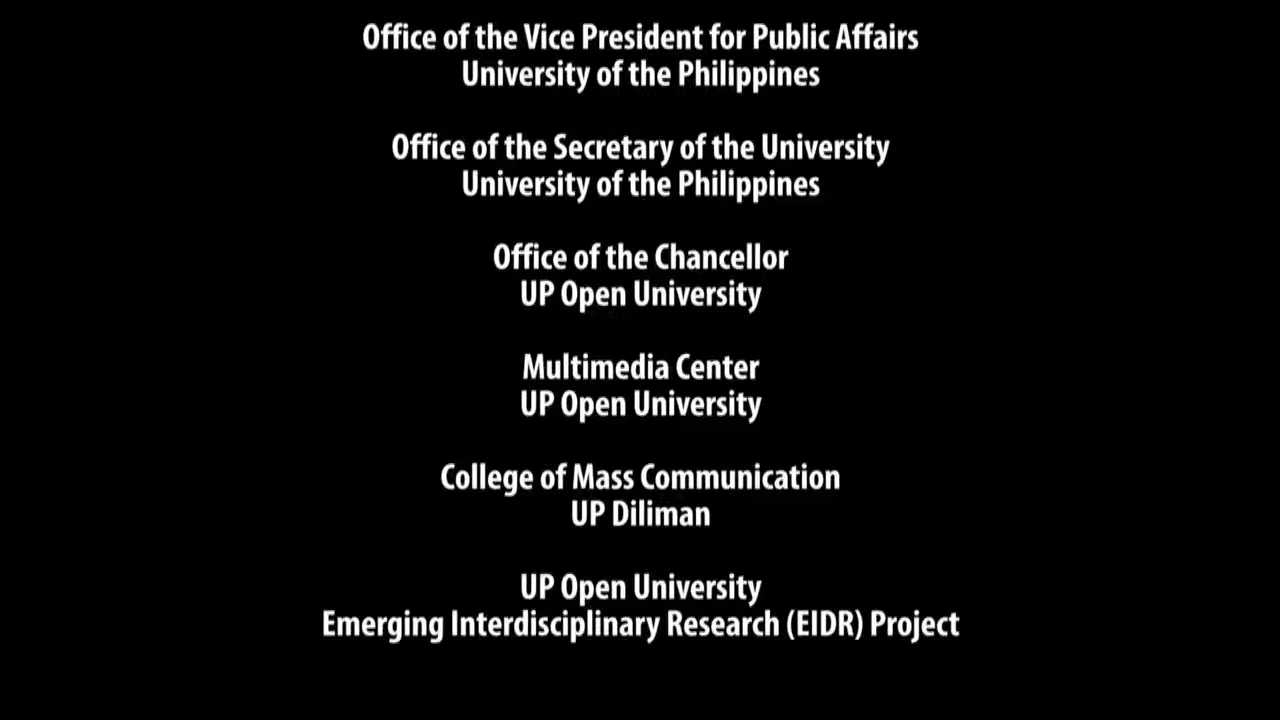 Office of the Vice President for Public Affairs
University of the Philippines
Office of the Secretary of the University
University of the Philippines
Office of the Chancellor
UP Open University
Multimedia Center
UP Open University
College of Mass Communication
UP Diliman
UP Open University
Emerging Interdisciplinary Research (EIDR) Project